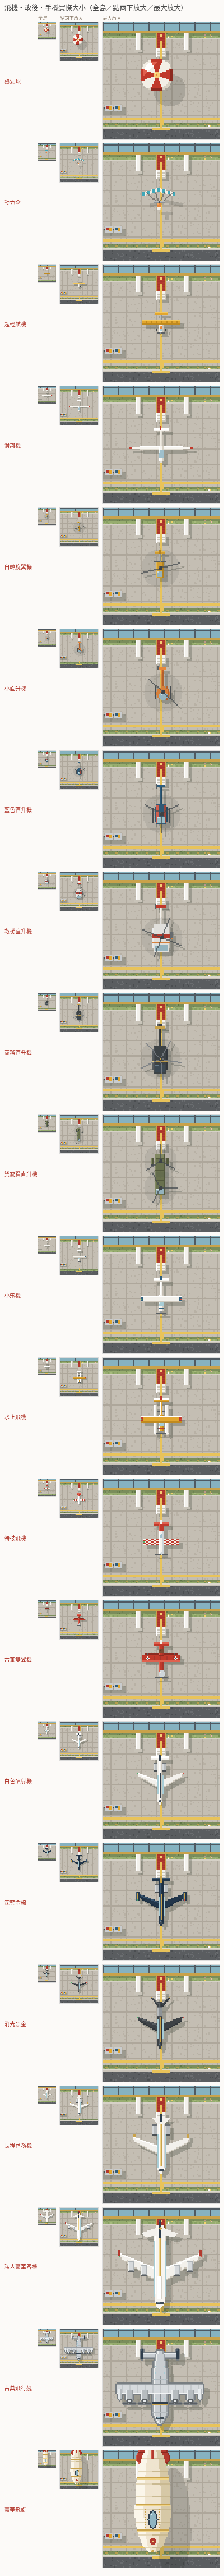 飛機・改後・手機實際大小（全島／點兩下放大／最大放大）
全島 點兩下放大 最大放大
熱氣球
動力傘
超輕航機
滑翔機
自轉旋翼機
小直升機
藍色直升機
救援直升機
商務直升機
雙旋翼直升機
小飛機
水上飛機
特技飛機
古董雙翼機
白色噴射機
深藍金線
消光黑金
長程商務機
私人豪華客機
古典飛行艇
豪華飛艇